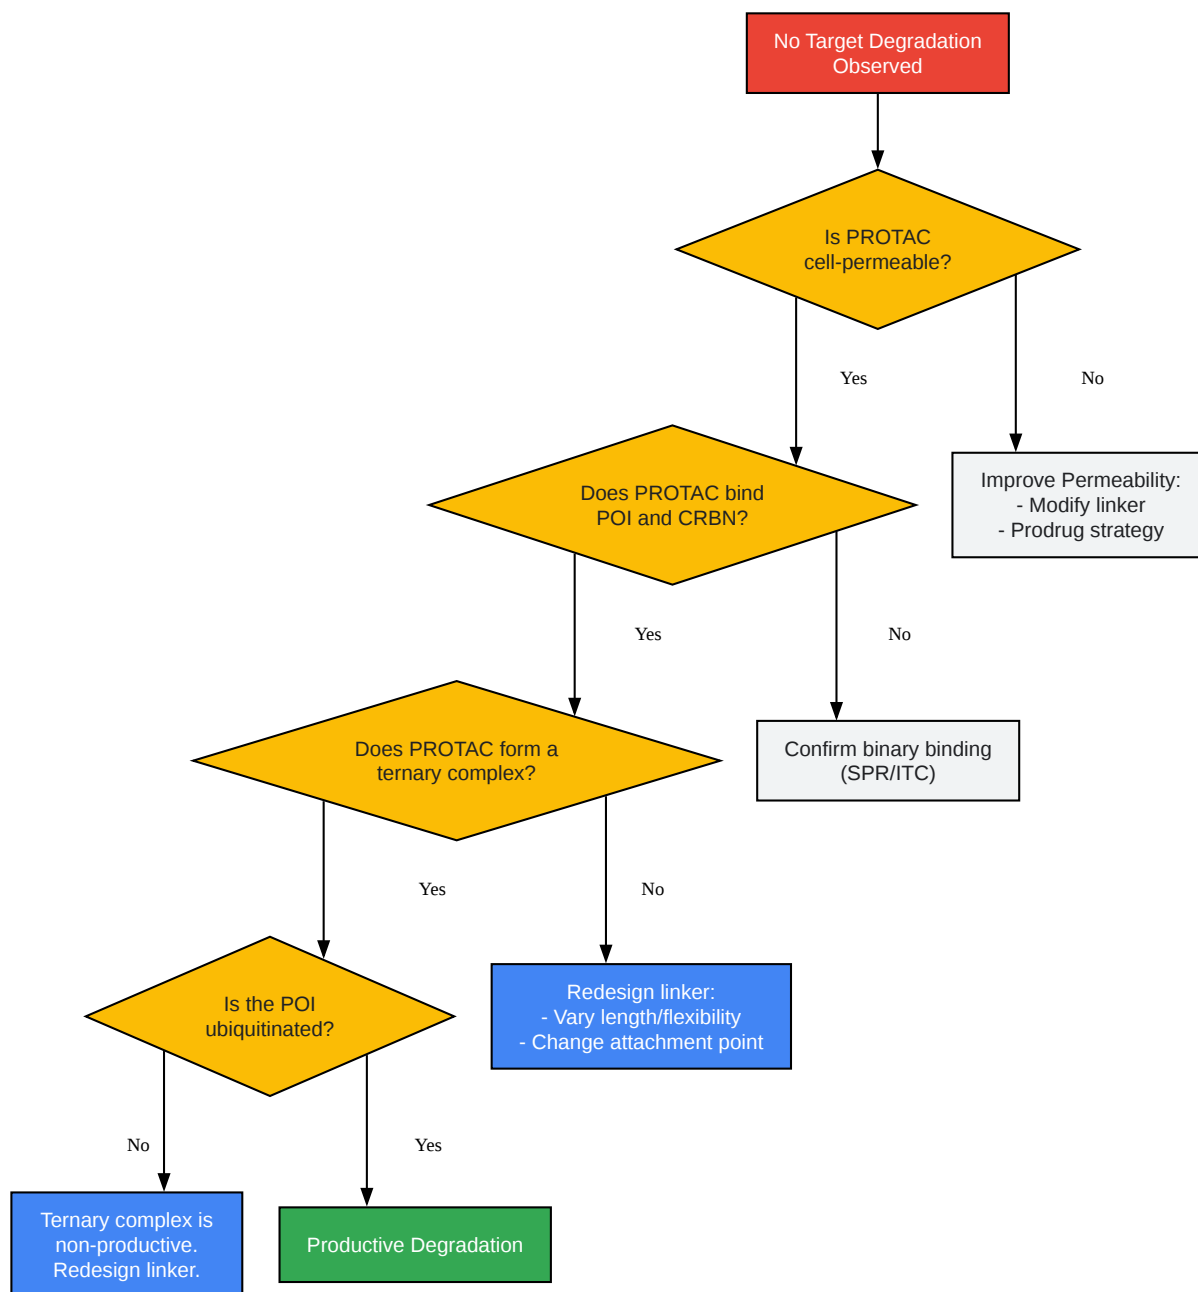 No Target Degradation
Observed
Is PROTAC
cell-permeable?
Yes
No
Does PROTAC bind
POI and CRBN?
Improve Permeability:
- Modify linker
- Prodrug strategy
Yes
No
Does PROTAC form a
ternary complex?
Confirm binary binding
(SPR/ITC)
Yes
No
Is the POI
ubiquitinated?
Redesign linker:
- Vary length/flexibility
- Change attachment point
No
Yes
Ternary complex is
non-productive.
Redesign linker.
Productive Degradation